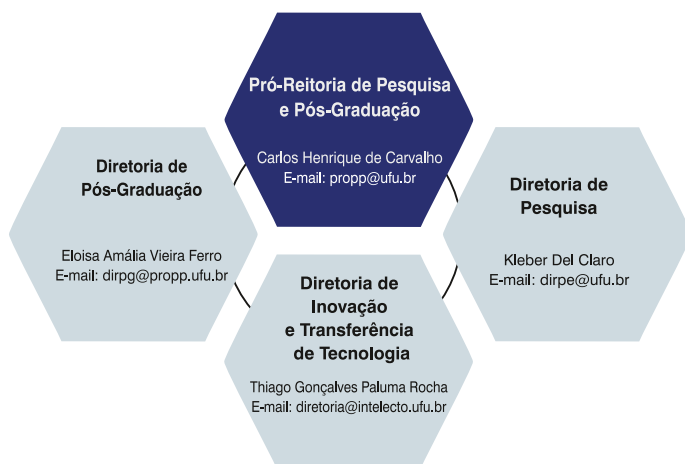 Pró-Reitoria de Pesquisa
e Pós-Graduação
Carlos Henrique de Carvalho
E-mail: propp@ufu.br
Diretoria de
Pós-Graduação
Eloisa Amália Vieira Ferro
E-mail: dirpg@propp.ufu.br
Diretoria de
Pesquisa
Kleber Del Claro
E-mail: dirpe@ufu.br
Diretoria de
Inovação
e Transferência
de Tecnologia
Thiago Gonçalves Paluma Rocha
E-mail: diretoria@intelecto.ufu.br